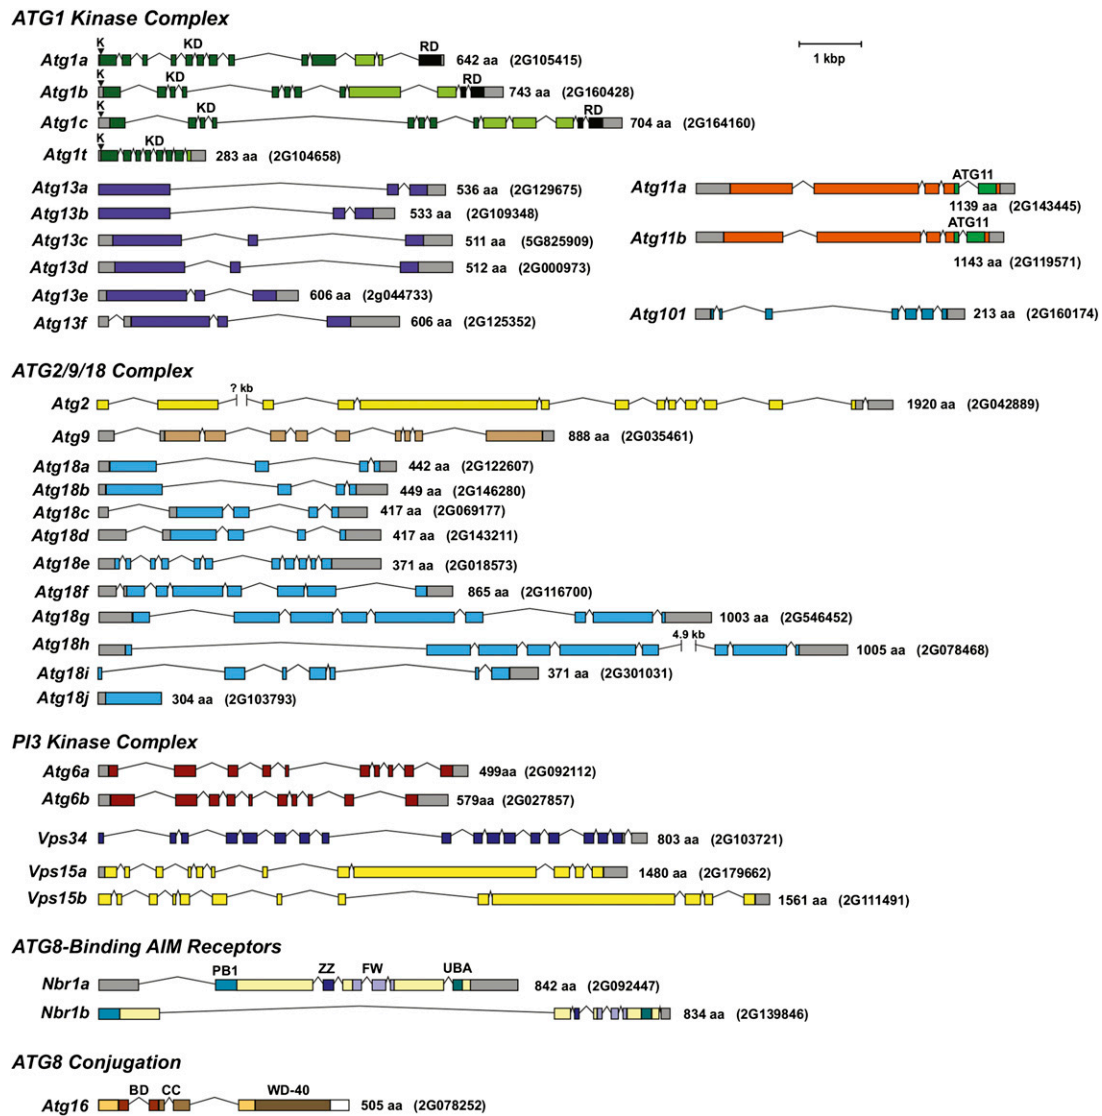 ATG1 Kinase Complex
K KD RD
Atg1a 642 aa (2G105415)
1 kbp
K KD RD
Atg1b 743 aa (2G160428)
K KD RD
Atg1c 704 aa (2G164160)
K KD
Atg1t 283 aa (2G104658)
Atg13a 536 aa (2G129675)
Atg13b 533 aa (2G109348)
Atg13c 511 aa (5G825909)
Atg13d 512 aa (2G000973)
Atg13e 606 aa (2g044733)
Atg13f 606 aa (2G125352)
ATG11
Atg11a
1139 aa (2G143445)
ATG11
Atg11b
1143 aa (2G119571)
Atg101 213 aa (2G160174)
ATG2/9/18 Complex
? kb
Atg2 1920 aa (2G042889)
Atg9 888 aa (2G035461)
Atg18a 442 aa (2G122607)
Atg18b 449 aa (2G146280)
Atg18c 417 aa (2G069177)
Atg18d 417 aa (2G143211)
Atg18e 371 aa (2G018573)
Atg18f 865 aa (2G116700)
Atg18g 1003 aa (2G546452)
4.9 kb
Atg18h 1005 aa (2G078468)
Atg18i 371 aa (2G301031)
Atg18j 304 aa (2G103793)
PI3 Kinase Complex
Atg6a 499aa (2G092112)
Atg6b 579aa (2G027857)
Vps34 803 aa (2G103721)
Vps15a 1480 aa (2G179662)
Vps15b 1561 aa (2G111491)
ATG8-Binding AIM Receptors
PB1 ZZ FW UBA
Nbr1a 842 aa (2G092447)
Nbr1b 834 aa (2G139846)
ATG8 Conjugation
BD CC WD-40
Atg16 505 aa (2G078252)